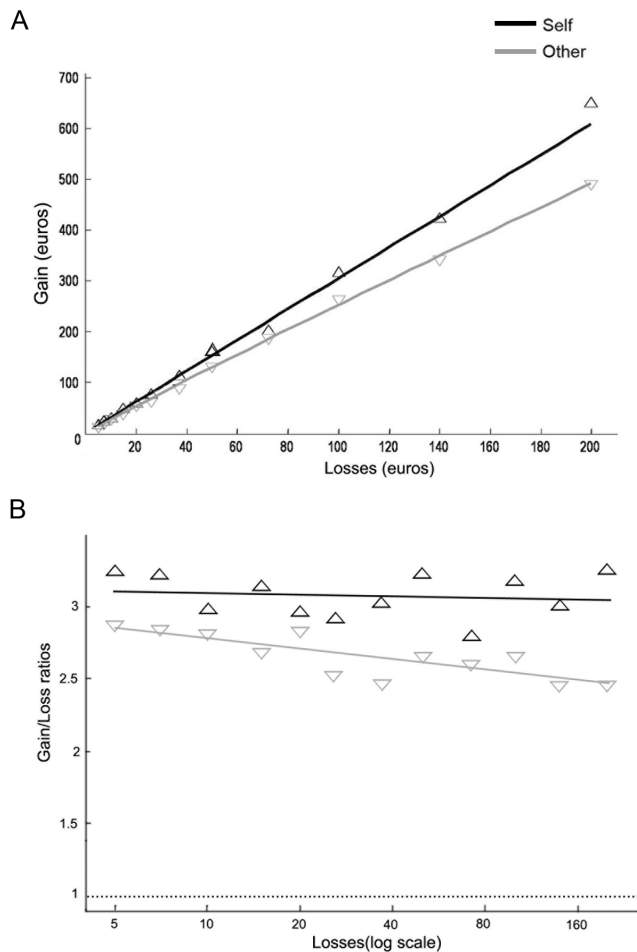 A
Self
Other
700
600
500
400
300
200
100
0
20 40 60 80 100 120 140 160 180 200
Gain (euros)
Losses (euros)
B
3
2.5
2
1.5
1
5 10 20 40 80 160
Gain/Loss ratios
Losses(log scale)